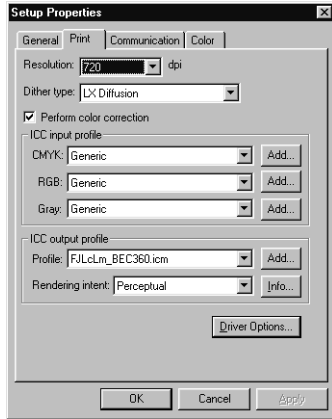 Setup Properties
General Print Communication Color
Resolution: 720 dpi
Dither type: LX Diffusion
Perform color correction
ICC input profile
CMYK: Generic Add...
RGB: Generic Add...
Gray: Generic Add...
ICC output profile
Profile: FJLcLm_BEC360.icm Add...
Rendering intent: Perceptual Info...
Driver Options...
OK Cancel Apply